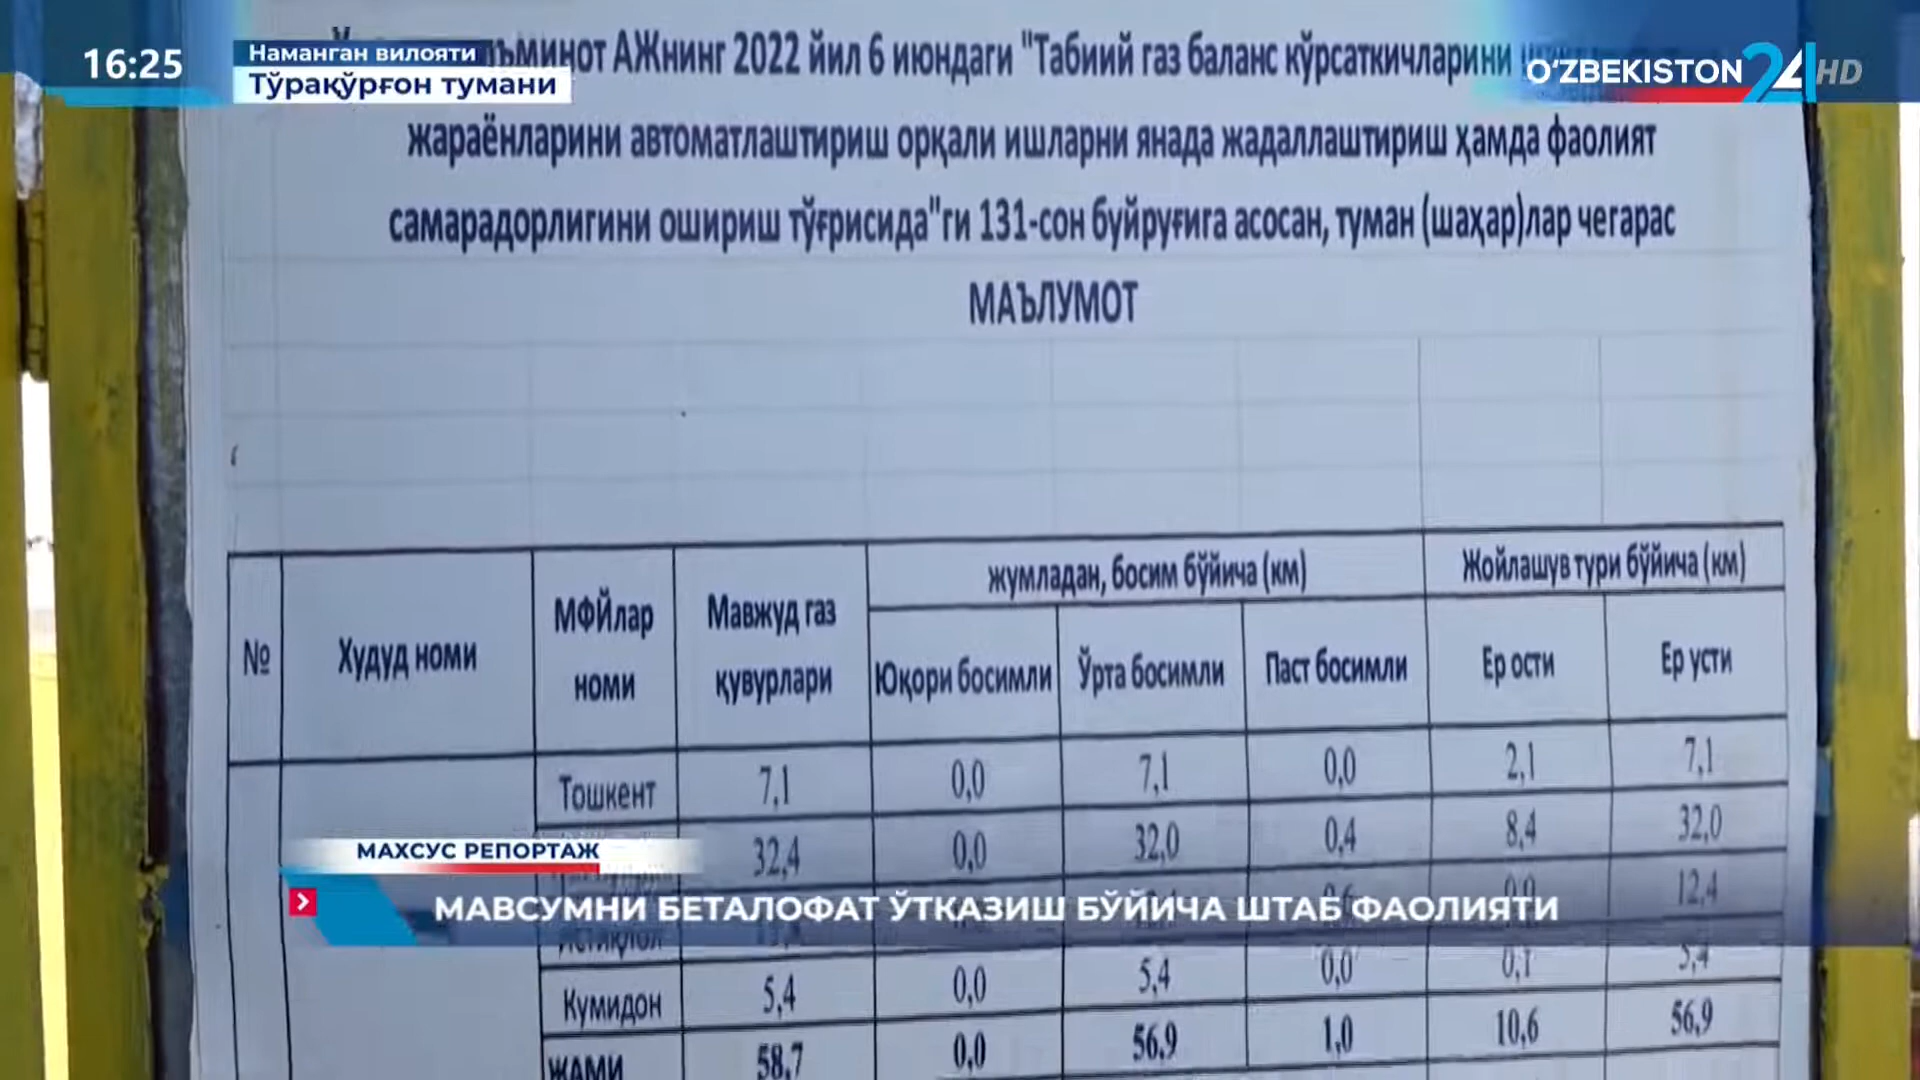 16:25
Наманган вилояти
Тўрақўрғон тумани
O‘ZBEKISTON 24 HD
АЖнинг 2022 йил 6 июндаги "Табиий газ баланс кўрсаткичларини
жараёнларини автоматлаштириш орқали ишларни янада жадаллаштириш ҳамда фаолият
самарадорлигини ошириш тўғрисида"ги 131-сон буйруғига асосан, туман (шаҳар)лар чегарас
МАЪЛУМОТ
№ Худуд номи МФЙлар номи Мавжуд газ қувурлари жумладан, босим бўйича (км) Жойлашув тури бўйича (км)
Юқори босимли Ўрта босимли Паст босимли Ер ости Ер усти
Тошкент 7,1 0,0 7,1 0,0 2,1 7,1
32,4 0,0 32,0 0,4 8,4 32,0
12,4
МАХСУС РЕПОРТАЖ
МАВСУМНИ БЕТАЛОФАТ ЎТКАЗИШ БЎЙИЧА ШТАБ ФАОЛИЯТИ
Кумидон 5,4 0,0 5,4 0,0 0,1 5,4
ЖАМИ 58,7 0,0 56,9 1,0 10,6 56,9